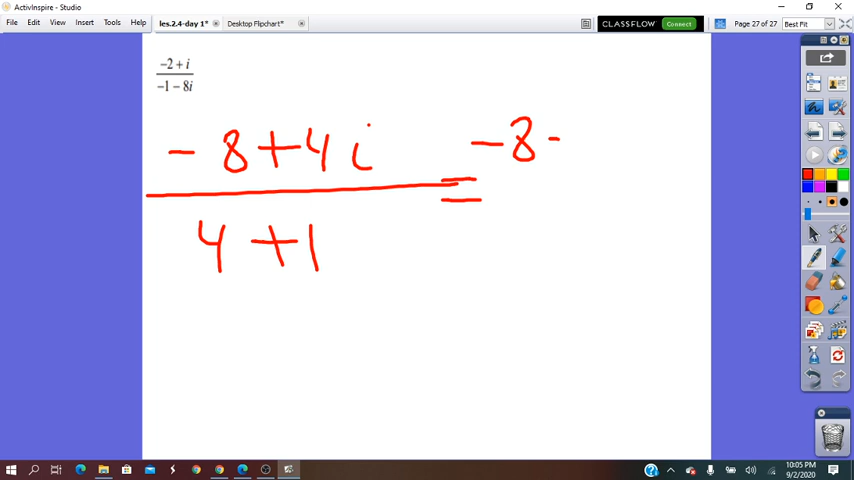 ActivInspire - Studio
File Edit View Insert Tools Help
les.2.4-day 1* Desktop Flipchart*
CLASSFLOW Connect
Page 27 of 27 Best Fit
-2 + i
-1 - 8i
- 8 + 4 i = - 8 -
4 + 1
10:05 PM
9/2/2020